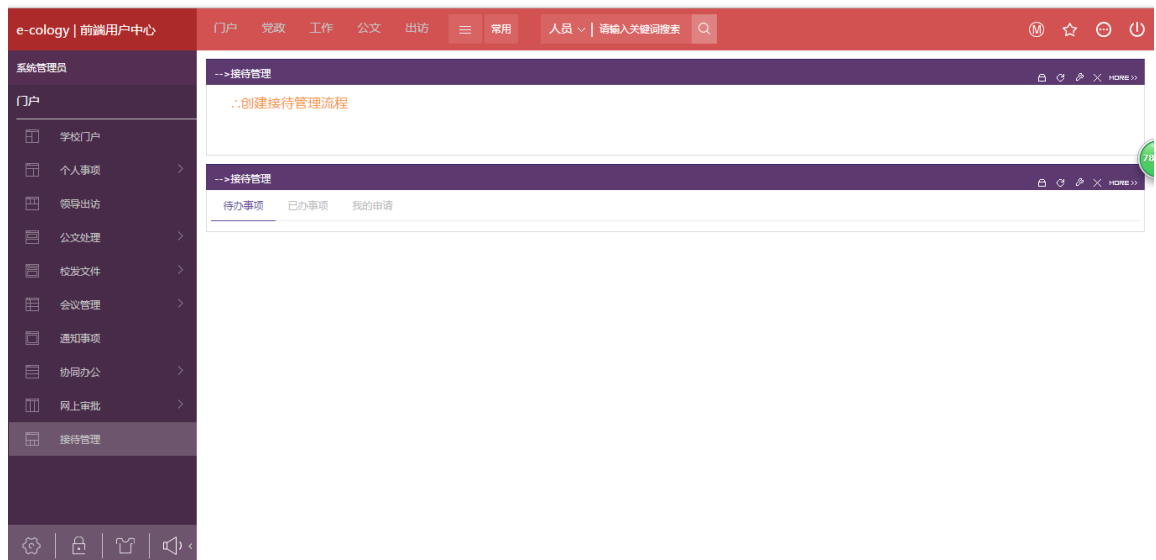 e-cology | 前端用户中心
门户 党政 工作 公文 出访 常用 人员 | 请输入关键词搜索
M
系统管理员
门户
学校门户
个人事项
领导出访
公文处理
校发文件
会议管理
通知事项
协同办公
网上审批
接待管理
-->接待管理
MORE>>
∴创建接待管理流程
78
-->接待管理
MORE>>
待办事项 已办事项 我的申请